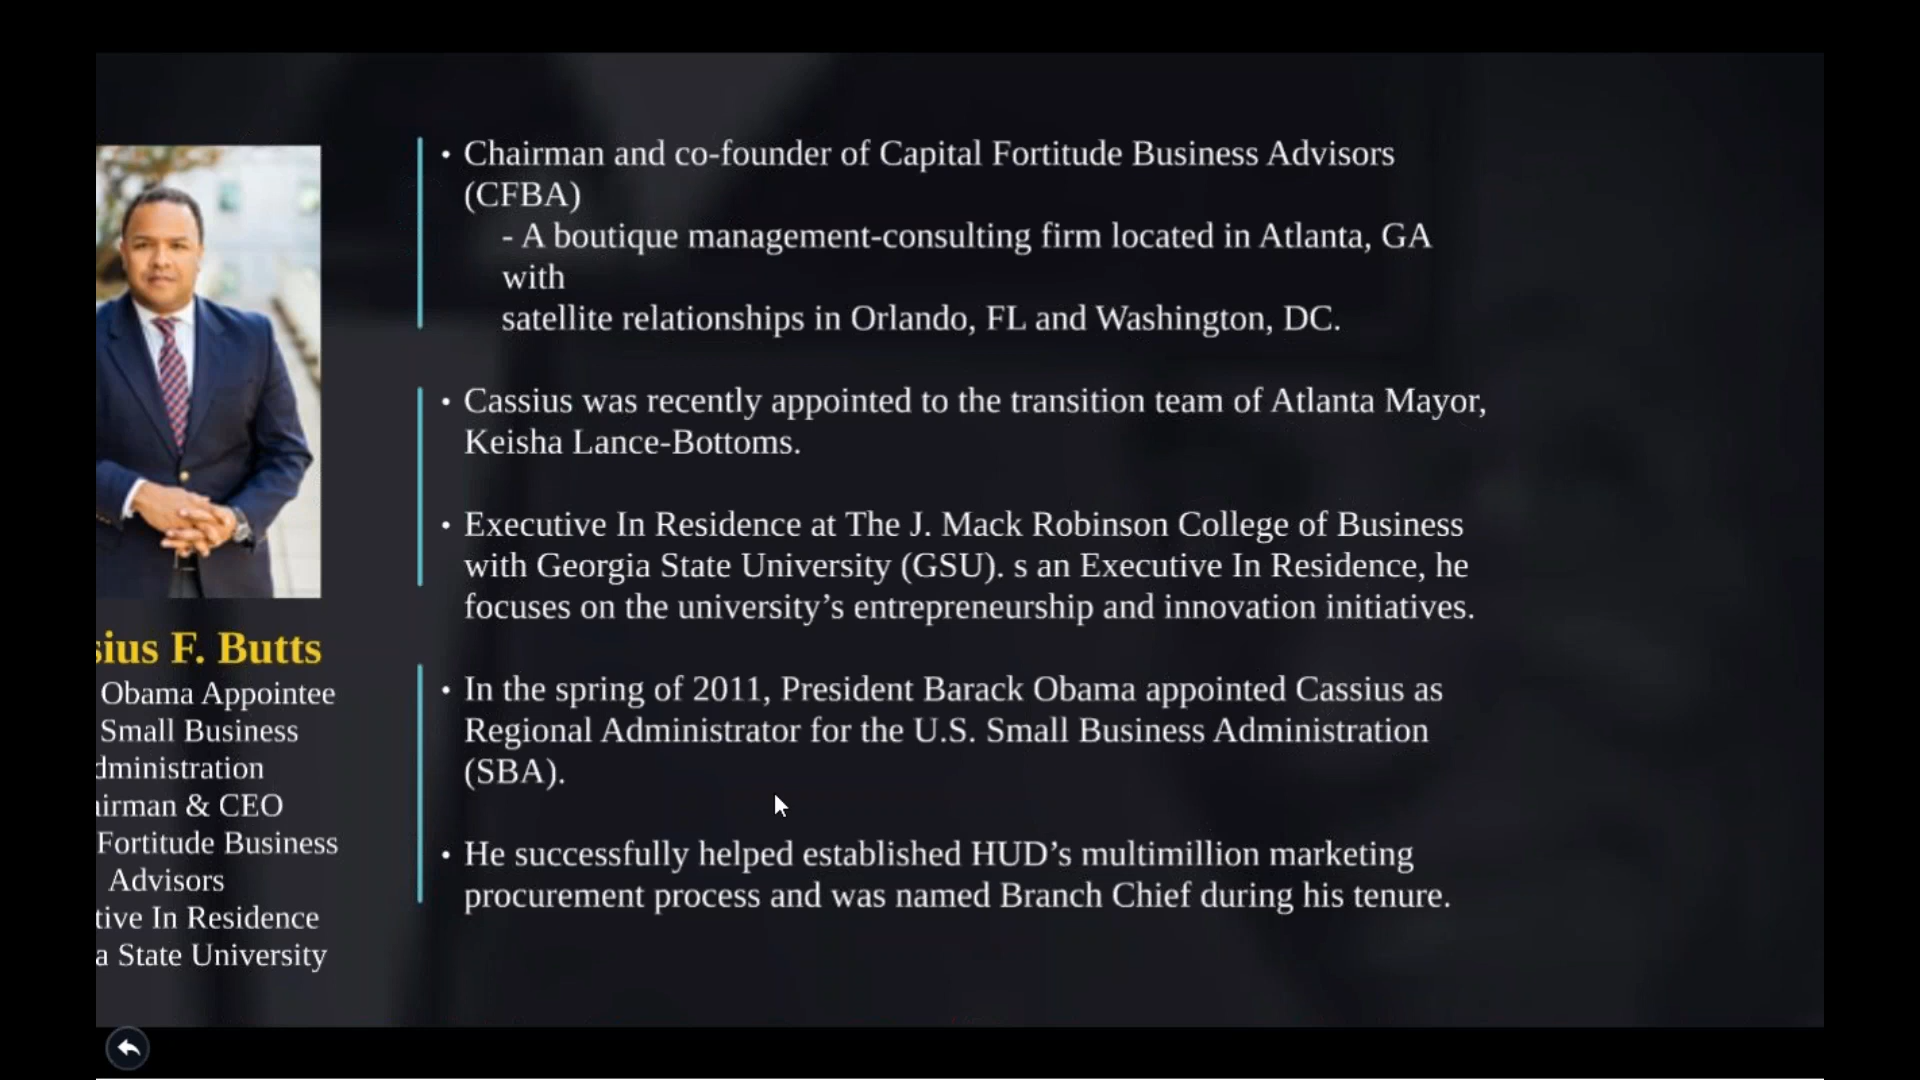 • Chairman and co-founder of Capital Fortitude Business Advisors
(CFBA)
- A boutique management-consulting firm located in Atlanta, GA
with
satellite relationships in Orlando, FL and Washington, DC.
• Cassius was recently appointed to the transition team of Atlanta Mayor,
Keisha Lance-Bottoms.
• Executive In Residence at The J. Mack Robinson College of Business
with Georgia State University (GSU). s an Executive In Residence, he
focuses on the university’s entrepreneurship and innovation initiatives.
• In the spring of 2011, President Barack Obama appointed Cassius as
Regional Administrator for the U.S. Small Business Administration
(SBA).
• He successfully helped established HUD’s multimillion marketing
procurement process and was named Branch Chief during his tenure.
sius F. Butts
Obama Appointee
Small Business
dministration
airman & CEO
Fortitude Business
Advisors
tive In Residence
a State University